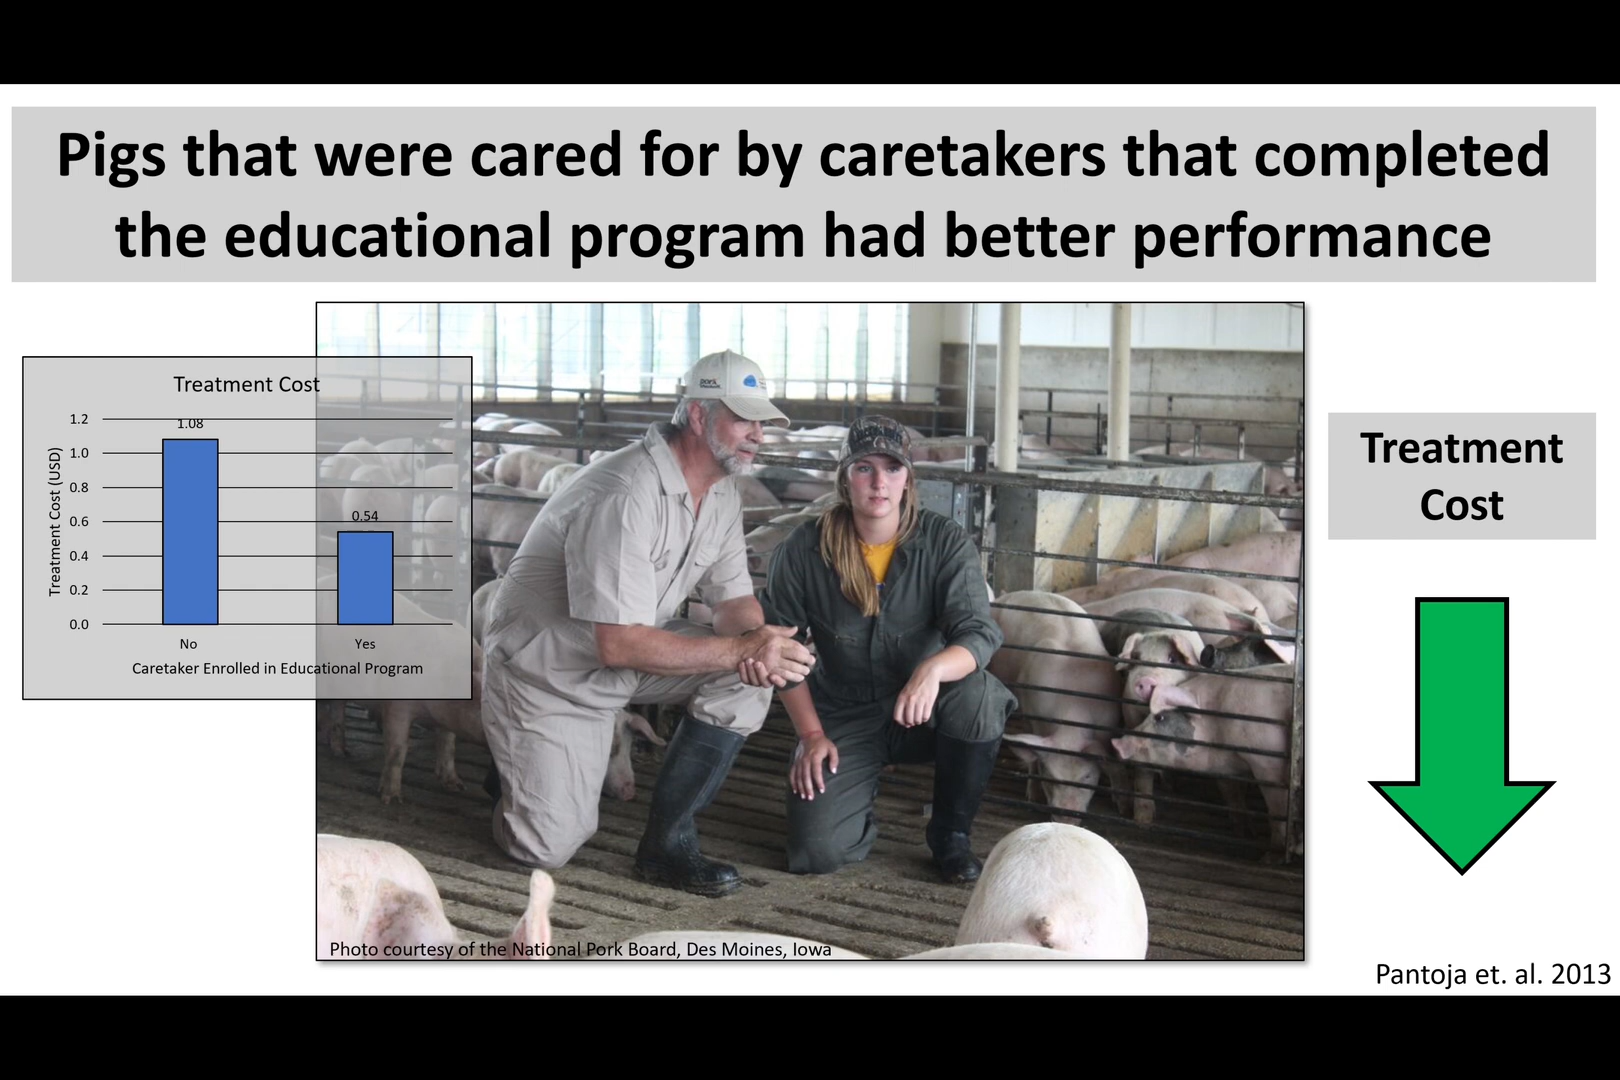 Pigs that were cared for by caretakers that completed
the educational program had better performance
Treatment Cost
Treatment Cost (USD)
1.2
1.0
0.8
0.6
0.4
0.2
0.0
1.08
0.54
No
Yes
Caretaker Enrolled in Educational Program
pork
Treatment
Cost
Photo courtesy of the National Pork Board, Des Moines, Iowa
Pantoja et. al. 2013